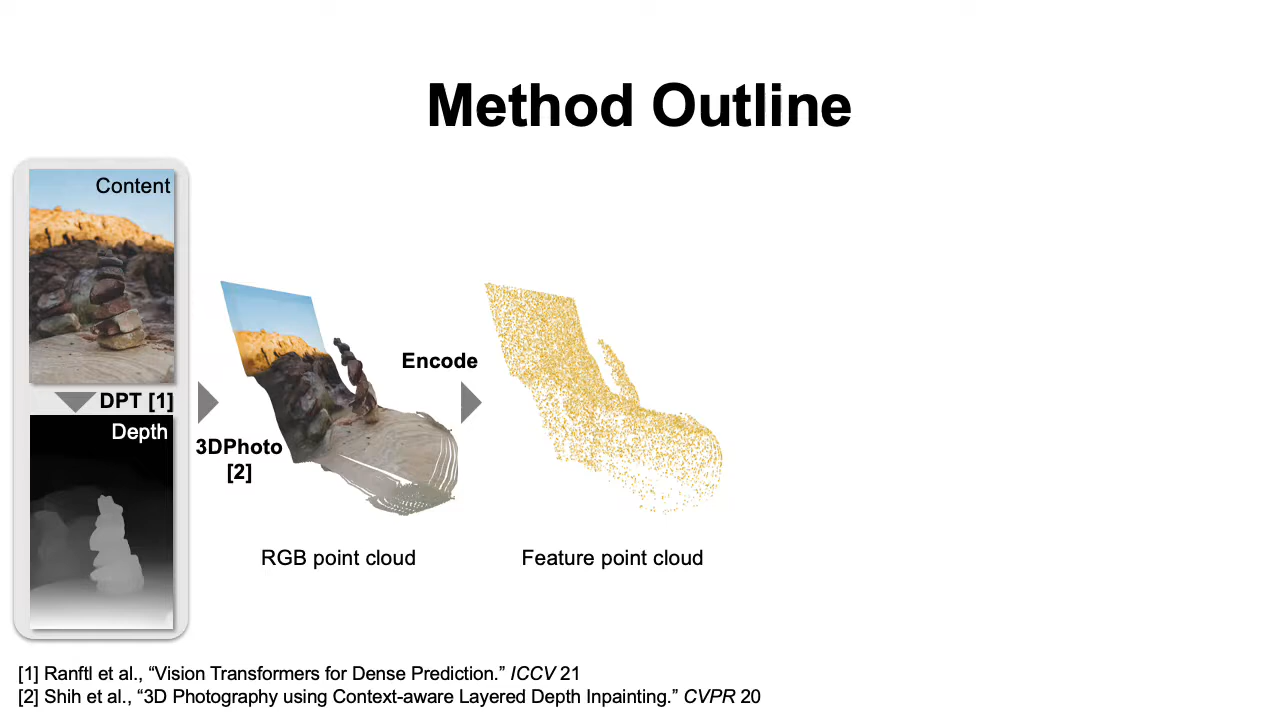 Method Outline
Content
DPT [1]
Depth
3DPhoto
[2]
Encode
RGB point cloud
Feature point cloud
[1] Ranftl et al., “Vision Transformers for Dense Prediction.” ICCV 21
[2] Shih et al., “3D Photography using Context-aware Layered Depth Inpainting.” CVPR 20